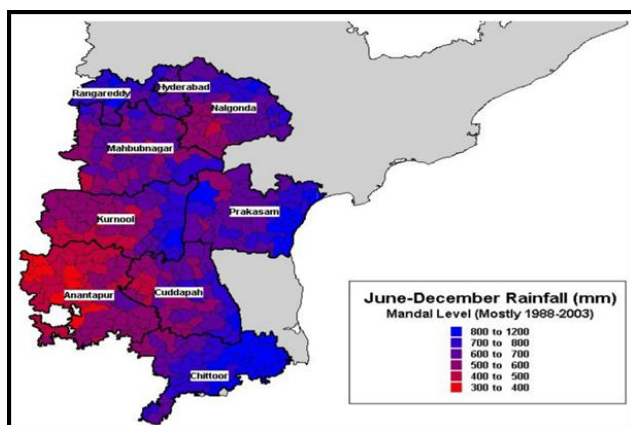 Hyderabad
Rangareddy
Nalgonda
Mahbubnagar
Prakasam
Kurnool
Cuddapah
Anantapur
Chittoor
June-December Rainfall (mm)
Mandal Level (Mostly 1988-2003)
800 to 1200
700 to 800
600 to 700
500 to 600
400 to 500
300 to 400